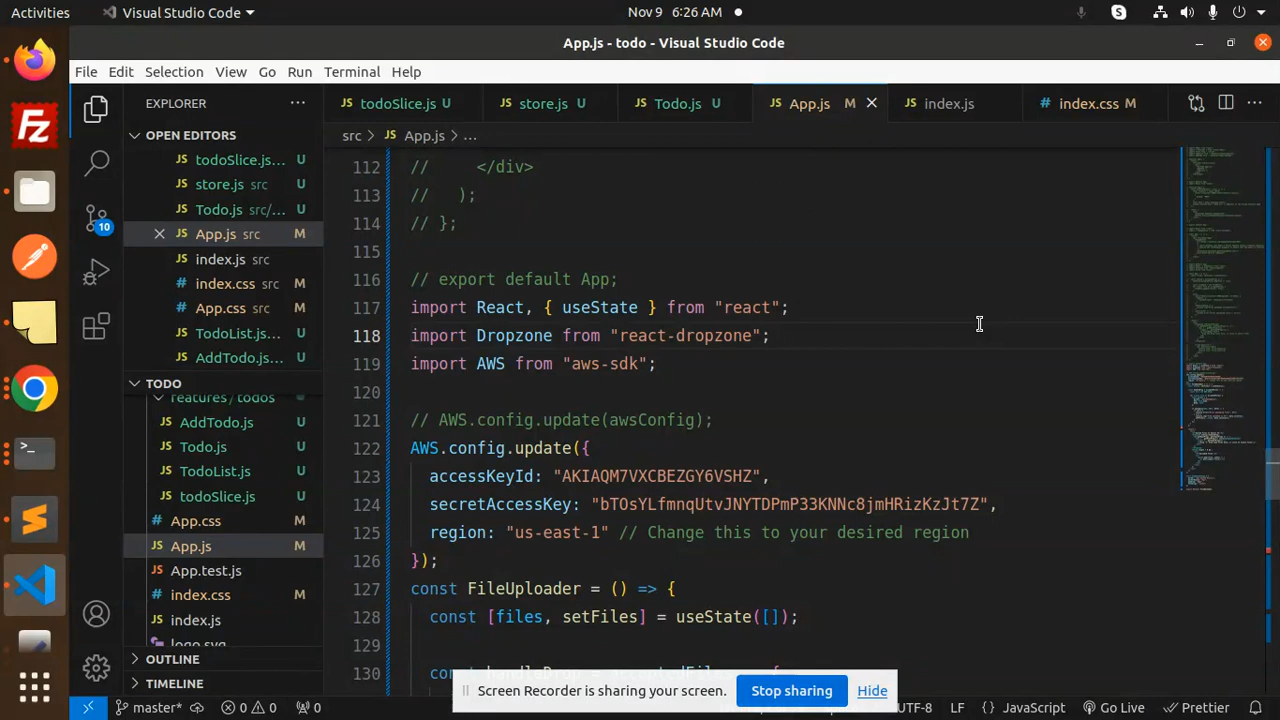 Activities
Visual Studio Code
Nov 9 6:26 AM
App.js - todo - Visual Studio Code
File Edit Selection View Go Run Terminal Help
EXPLORER
OPEN EDITORS
todoSlice.js... U
store.js src U
Todo.js src/... U
App.js src M
index.js src
index.css src M
App.css src M
TodoList.js... U
AddTodo.js... U
TODO
features / todos
AddTodo.js U
Todo.js U
TodoList.js U
todoSlice.js U
App.css M
App.js M
App.test.js
index.css M
index.js
logo.svg
OUTLINE
TIMELINE
10
todoSlice.js U store.js U Todo.js U App.js M index.js index.css M
src > App.js > ...
112 // </div>
113 // );
114 // };
115
116 // export default App;
117 import React, { useState } from "react";
118 import Dropzone from "react-dropzone";
119 import AWS from "aws-sdk";
120
121 // AWS.config.update(awsConfig);
122 AWS.config.update({
123 accessKeyId:
124 secretAccessKey:
125 region: "us-east-1" // Change this to your desired region
126 });
127 const FileUploader = () => {
128 const [files, setFiles] = useState([]);
129
130
Screen Recorder is sharing your screen. Stop sharing Hide
0 0 0 UTF-8 LF {} JavaScript Go Live Prettier